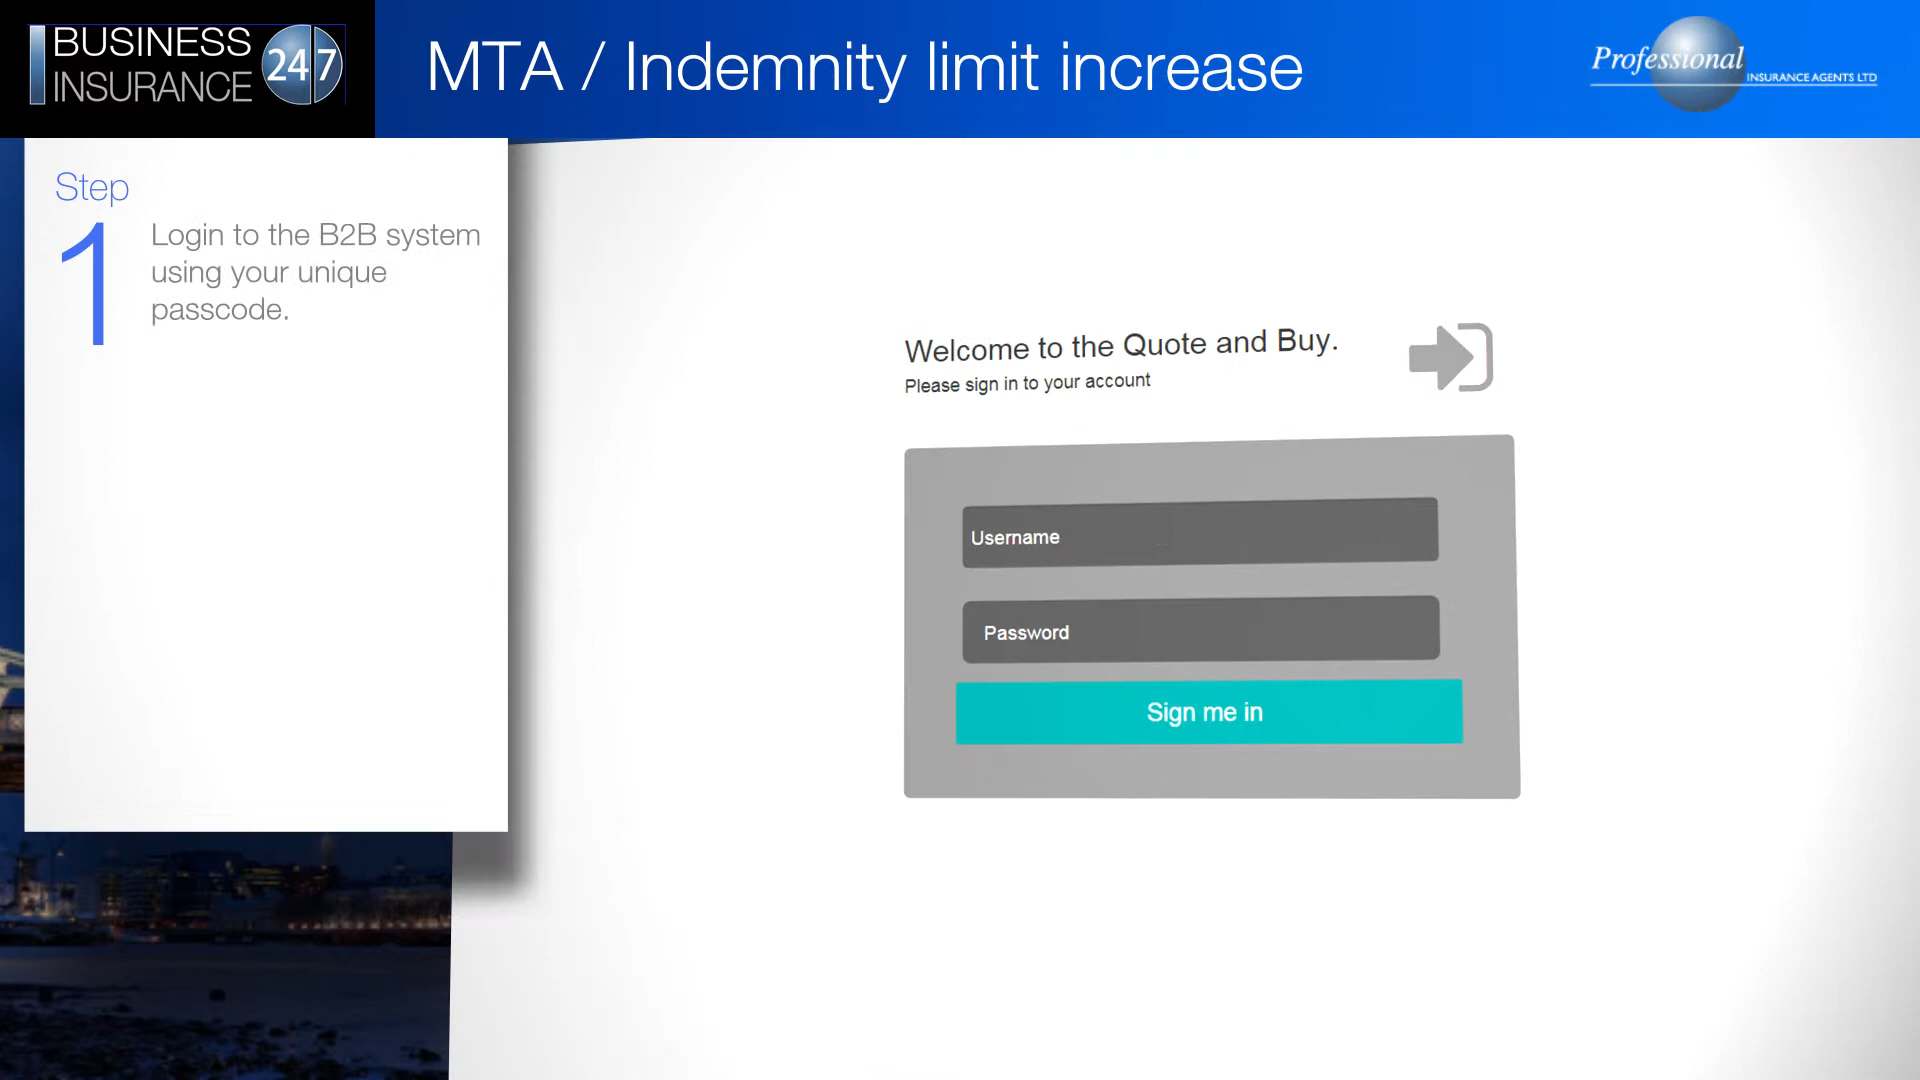 BUSINESS
INSURANCE
24 7
MTA / Indemnity limit increase
Professional
INSURANCE AGENTS LTD
Step
1
Login to the B2B system
using your unique
passcode.
Welcome to the Quote and Buy.
Please sign in to your account
Username
Password
Sign me in